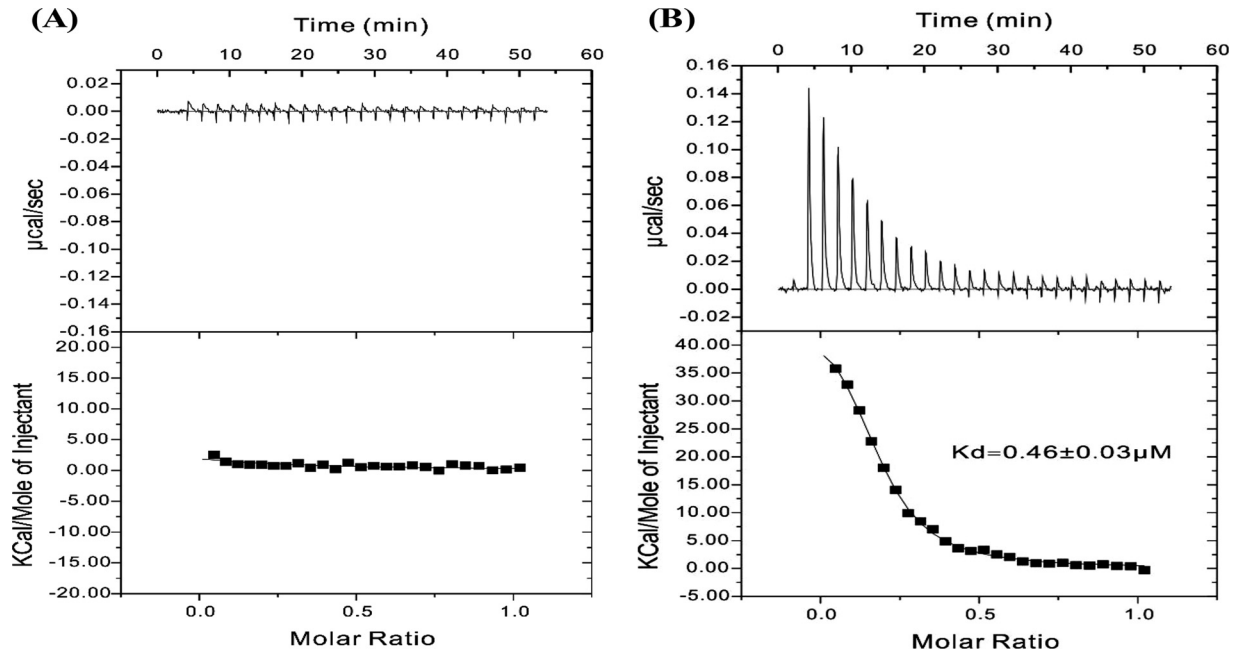 (A)
Time (min)
0 10 20 30 40 50 60
0.02
0.00
-0.02
-0.04
-0.06
-0.08
-0.10
-0.12
-0.14
-0.16
µcal/sec
20.00
15.00
10.00
5.00
0.00
-5.00
-10.00
-15.00
-20.00
KCal/Mole of Injectant
0.0 0.5 1.0
Molar Ratio
(B)
Time (min)
0 10 20 30 40 50 60
0.16
0.14
0.12
0.10
0.08
0.06
0.04
0.02
0.00
-0.02
µcal/sec
40.00
35.00
30.00
25.00
20.00
15.00
10.00
5.00
0.00
-5.00
KCal/Mole of Injectant
Kd=0.46±0.03µM
0.0 0.5 1.0
Molar Ratio